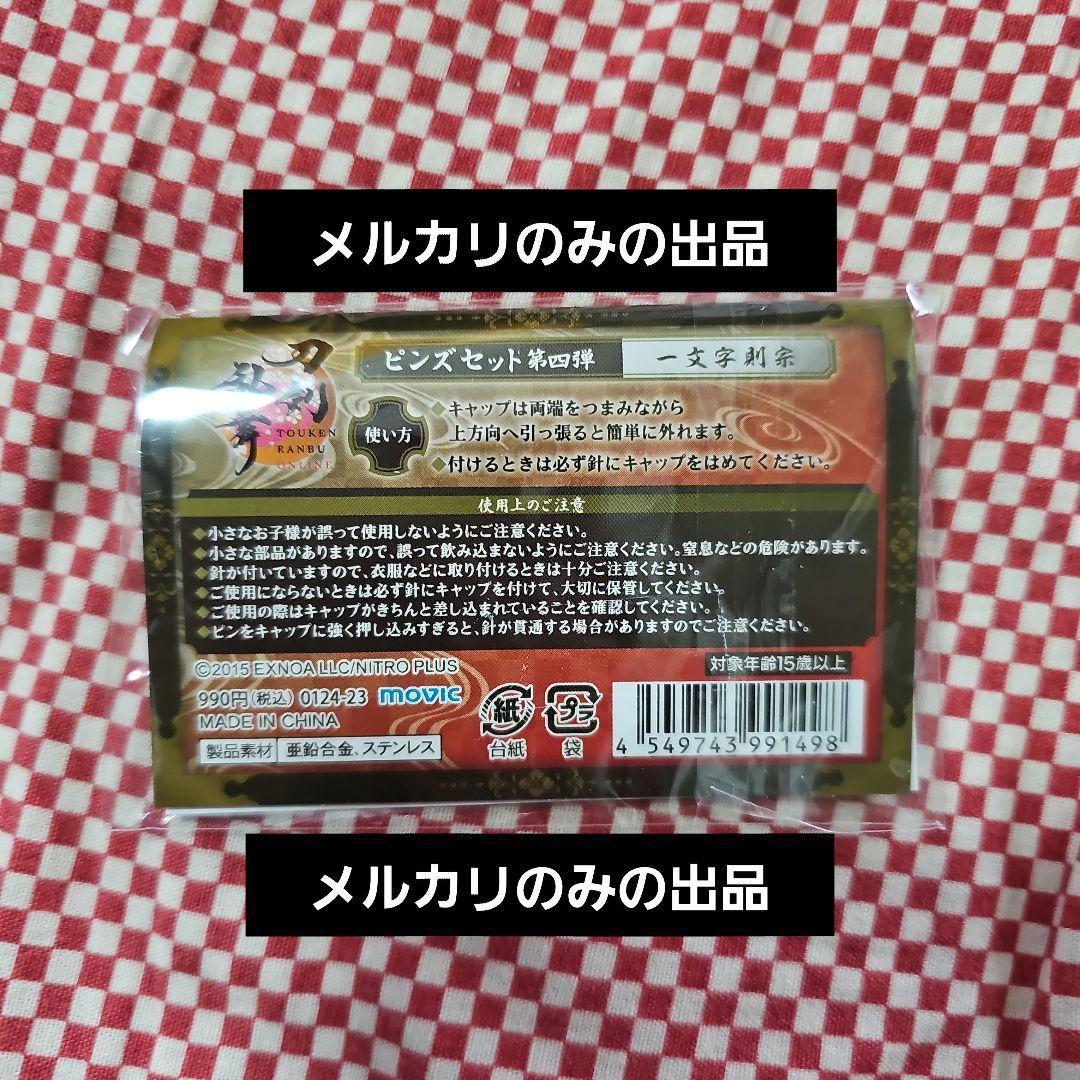 メルカリのみの出品
刀剣乱舞
TOUKEN
RANBU
ONLINE
ピンズセット 第四弾
一文字則宗
使い方
◆キャップは両端をつまみながら
上方向へ引っ張ると簡単に外れます。
◆付けるときは必ず針にキャップをはめてください。
使用上のご注意
◆小さなお子様が誤って使用しないようにご注意ください。
◆小さな部品がありますので、誤って飲み込まないようにご注意ください。窒息などの危険があります。
◆針が付いていますので、衣服などに取り付けるときは十分ご注意ください。
◆ご使用にならないときは必ず針にキャップを付けて、大切に保管してください。
◆ご使用の際はキャップがきちんと差し込まれていることを確認してください。
◆ピンをキャップに強く押し込みすぎると、針が貫通する場合がありますのでご注意ください。
©2015 EXNOA LLC/NITRO PLUS
対象年齢15歳以上
990円(税込) 0124-23 movic
MADE IN CHINA
製品素材 亜鉛合金、ステンレス
紙
台紙
プラ
袋
4 549743 991498
メルカリのみの出品